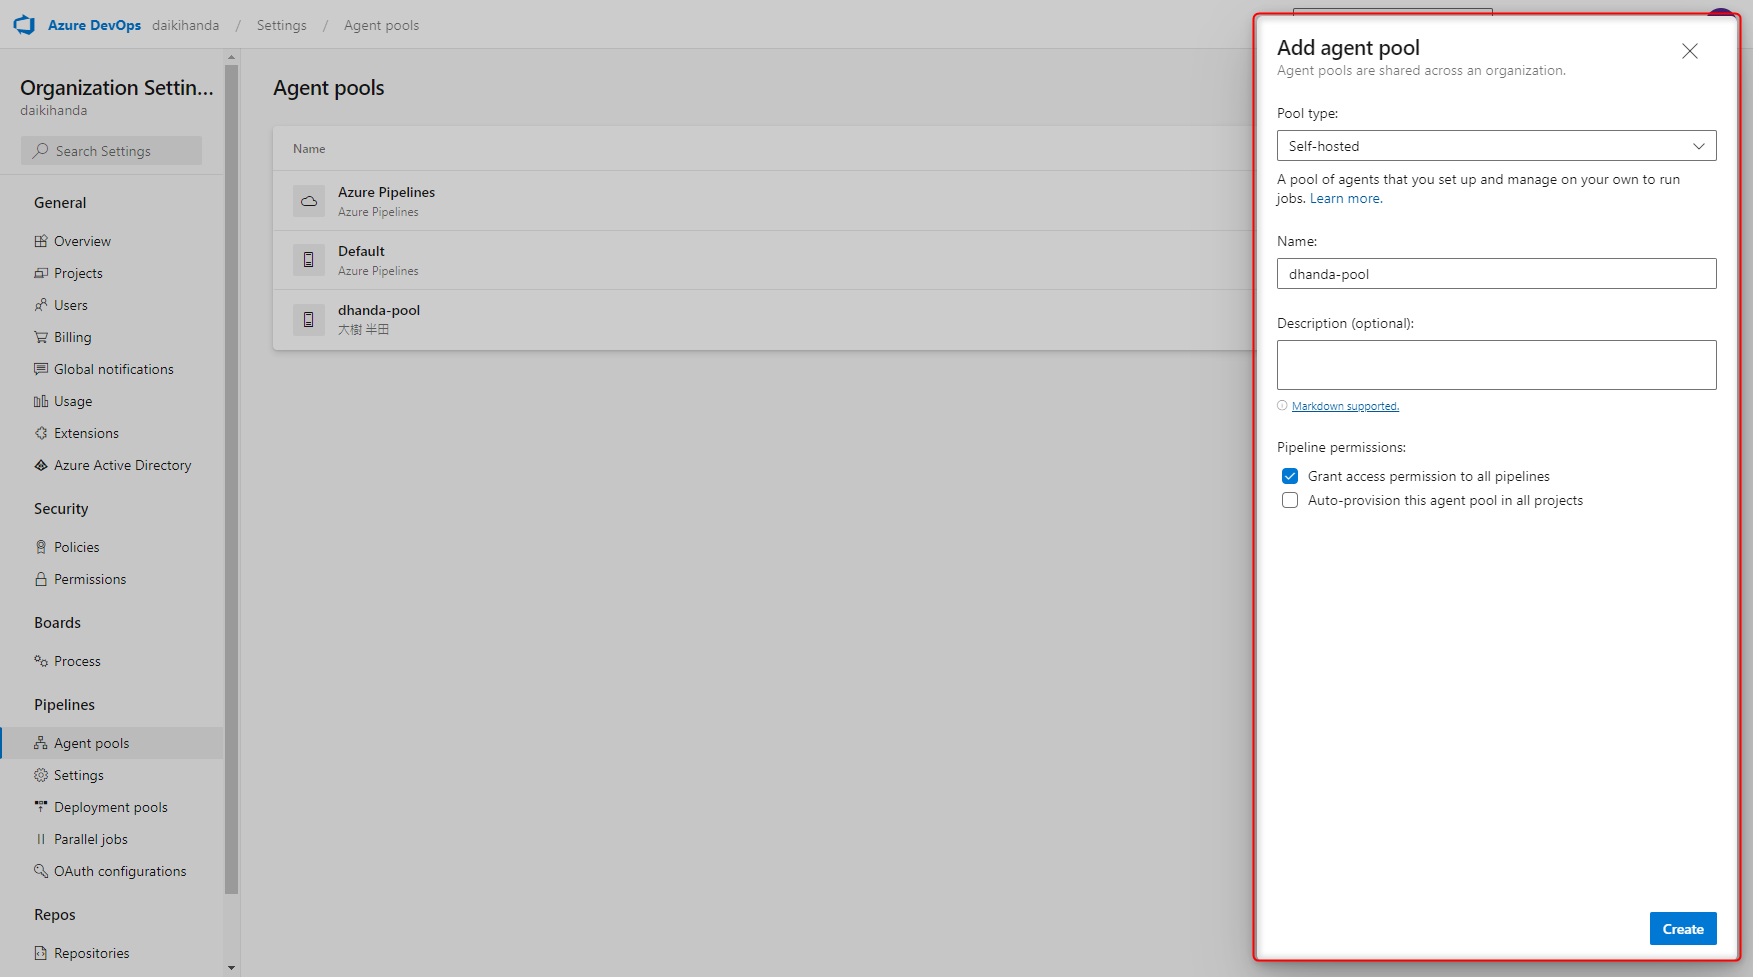 Azure DevOps daikihanda / Settings / Agent pools
Organization Settin...
daikihanda
Search Settings
General
Overview
Projects
Users
Billing
Global notifications
Usage
Extensions
Azure Active Directory
Security
Policies
Permissions
Boards
Process
Pipelines
Agent pools
Settings
Deployment pools
Parallel jobs
OAuth configurations
Repos
Repositories
Agent pools
Name
Azure Pipelines
Azure Pipelines
Default
Azure Pipelines
dhanda-pool
大樹 半田
Add agent pool
Agent pools are shared across an organization.
Pool type:
Self-hosted
A pool of agents that you set up and manage on your own to run
jobs. Learn more.
Name:
dhanda-pool
Description (optional):
Markdown supported.
Pipeline permissions:
Grant access permission to all pipelines
Auto-provision this agent pool in all projects
Create